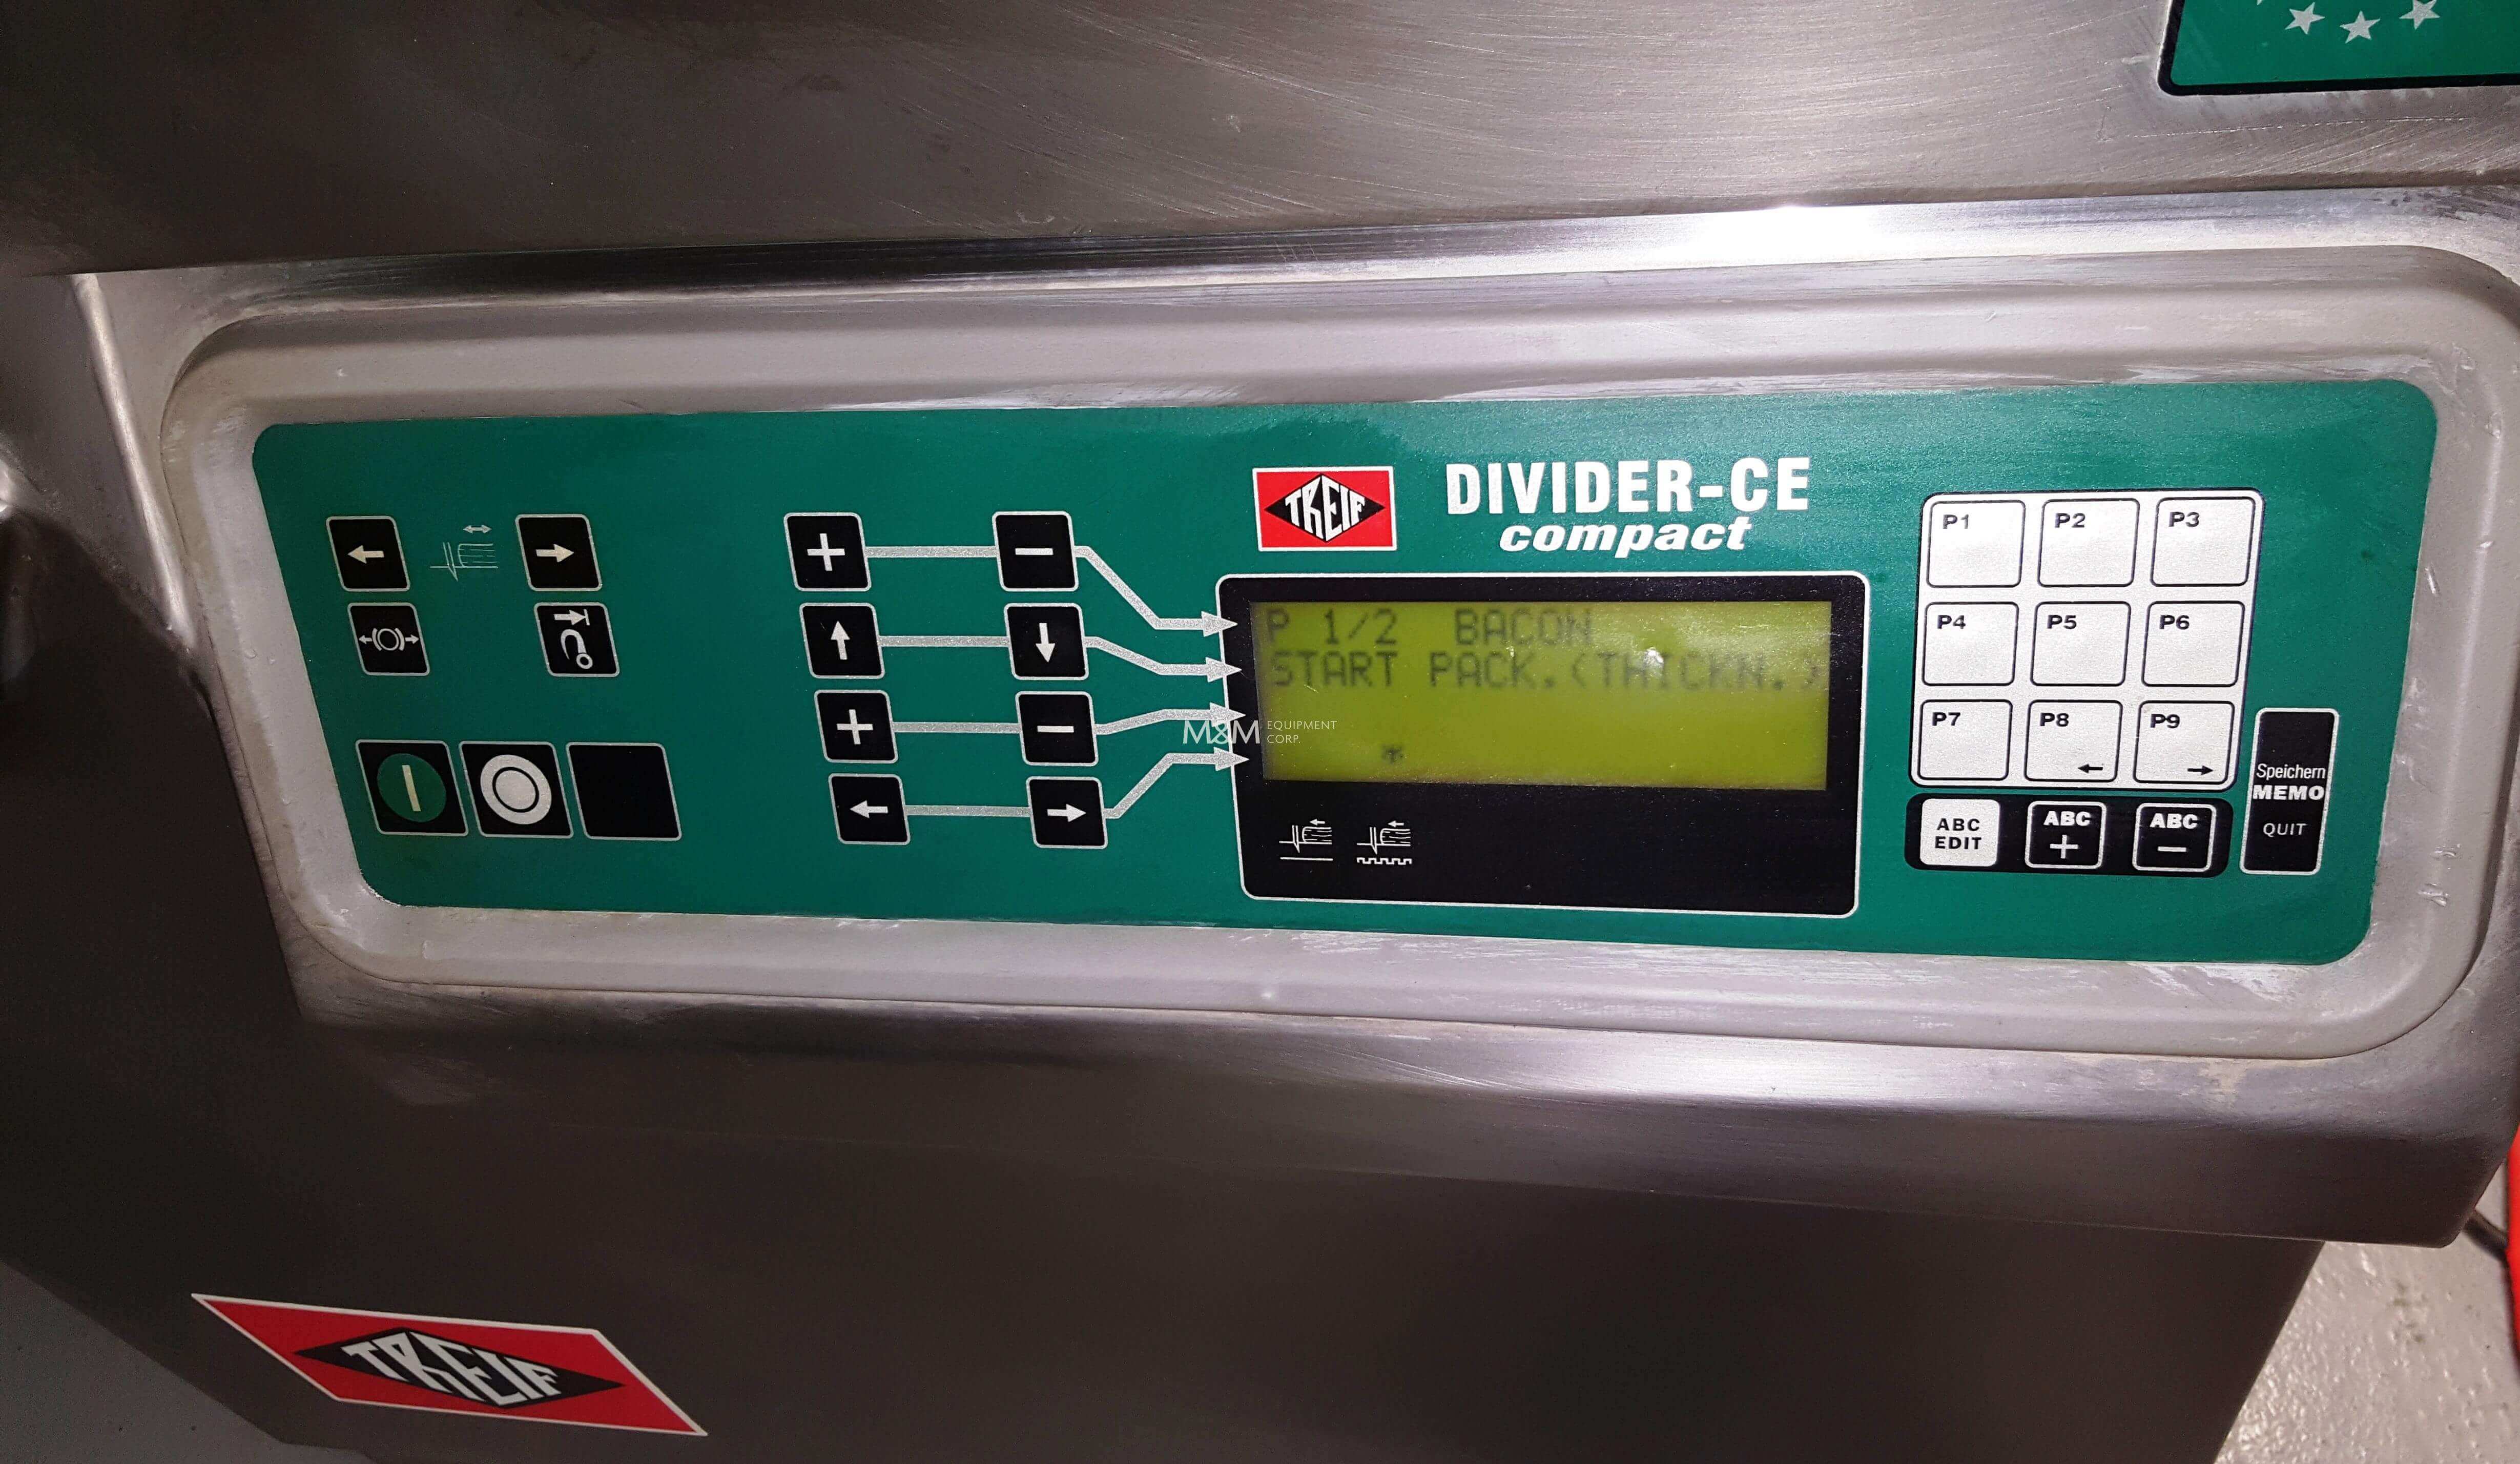 TREIF
DIVIDER-CE
compact
P 1/2 BACON
START PACK.(THICKN.)
M&M EQUIPMENT
CORP.
P1 P2 P3
P4 P5 P6
P7 P8 P9
ABC
EDIT
ABC
+
ABC
−
Speichern
MEMO
QUIT
TREIF